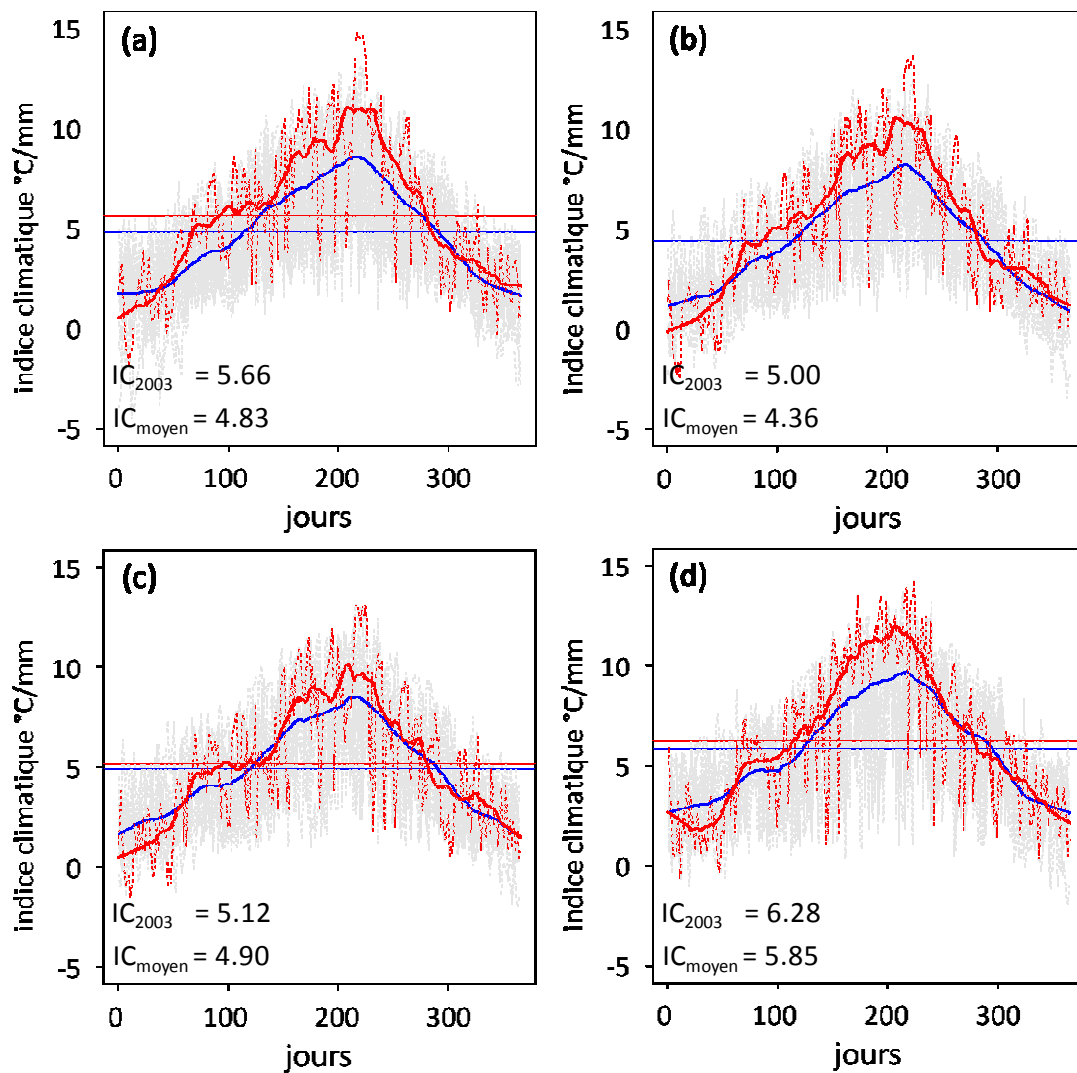 (a)
indice climatique °C/mm
15
10
5
0
-5
IC2003 = 5.66
ICmoyen = 4.83
0 100 200 300
jours
(b)
indice climatique °C/mm
15
10
5
0
-5
IC2003 = 5.00
ICmoyen = 4.36
0 100 200 300
jours
(c)
indice climatique °C/mm
15
10
5
0
-5
IC2003 = 5.12
ICmoyen = 4.90
0 100 200 300
jours
(d)
indice climatique °C/mm
15
10
5
0
-5
IC2003 = 6.28
ICmoyen = 5.85
0 100 200 300
jours